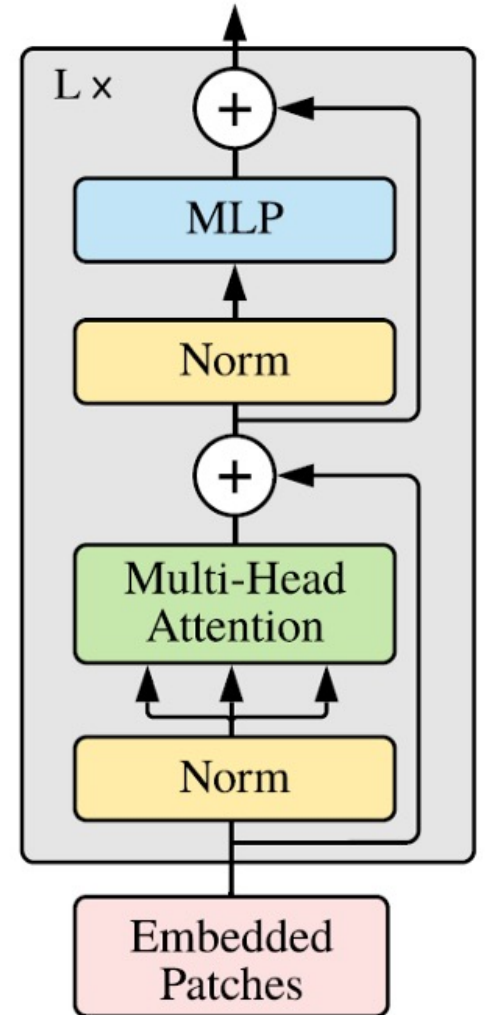 L ×
+
MLP
Norm
+
Multi-Head
Attention
Norm
Embedded
Patches